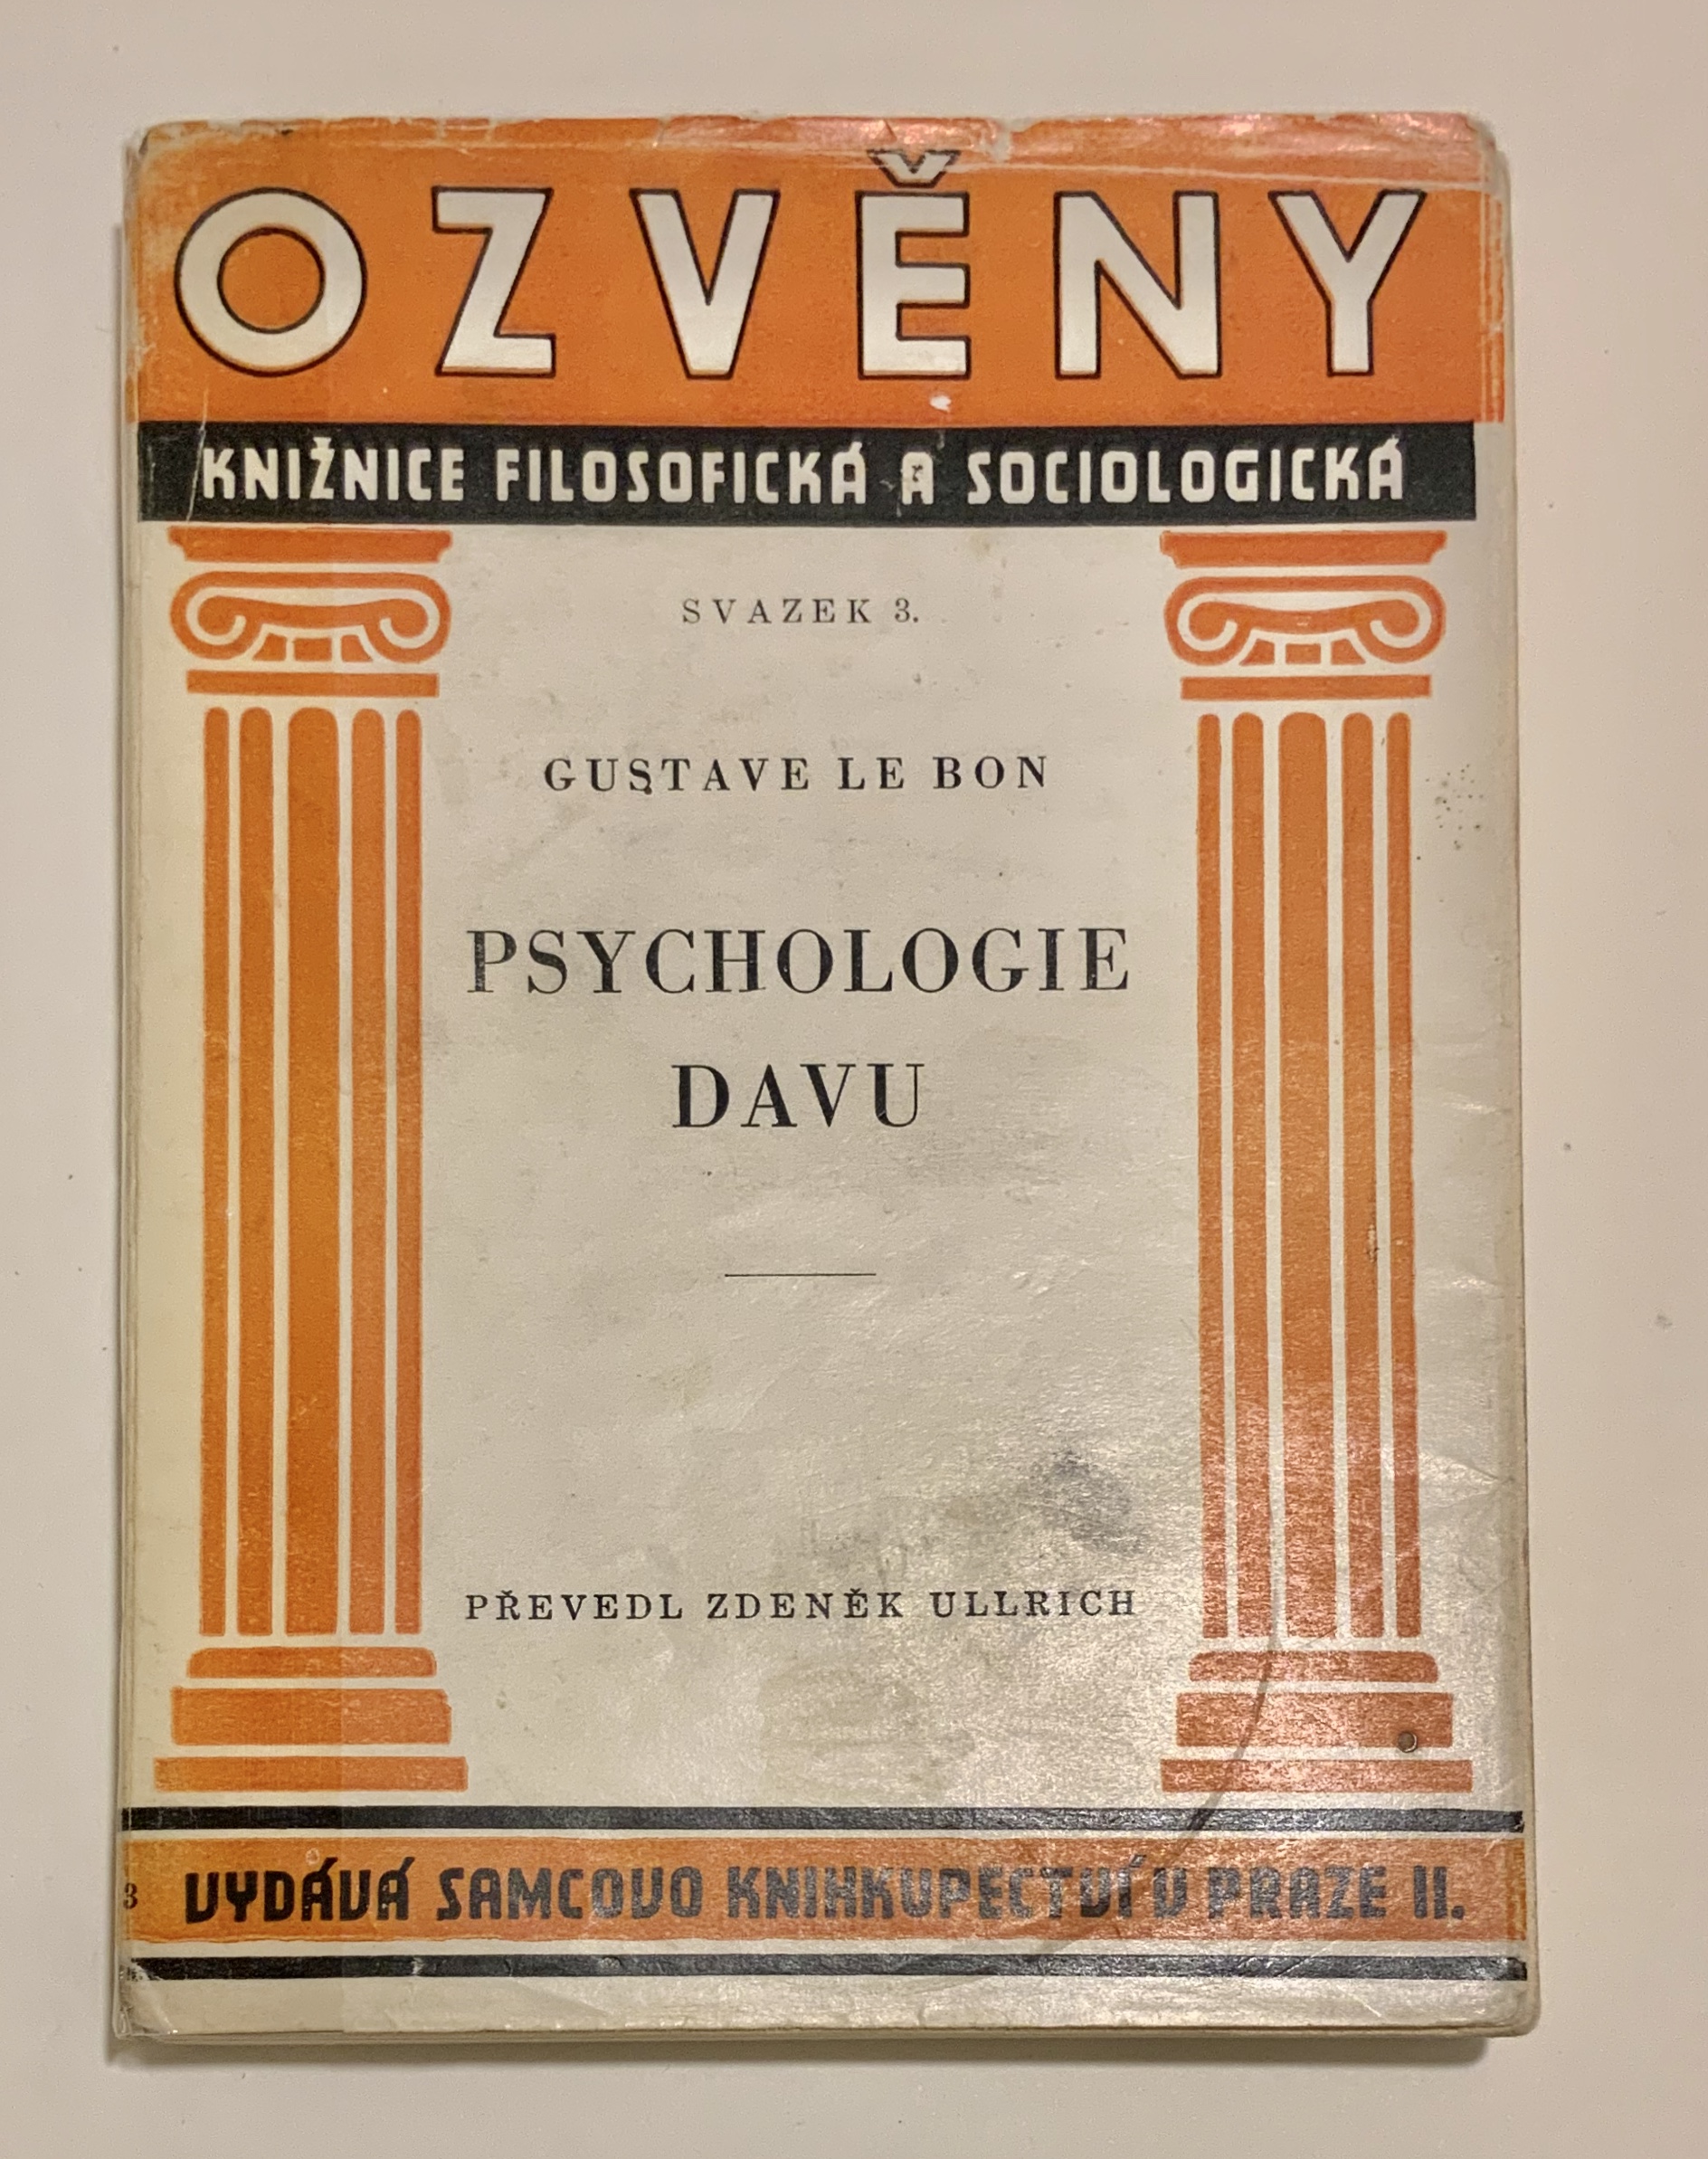 OZVĚNY
KNIŽNICE FILOSOFICKÁ A SOCIOLOGICKÁ
SVAZEK 3.
GUSTAVE LE BON
PSYCHOLOGIE
DAVU
PŘEVEDL ZDENĚK ULLRICH
3
VYDÁVÁ SAMCOVO KNIHKUPECTVÍ V PRAZE II.